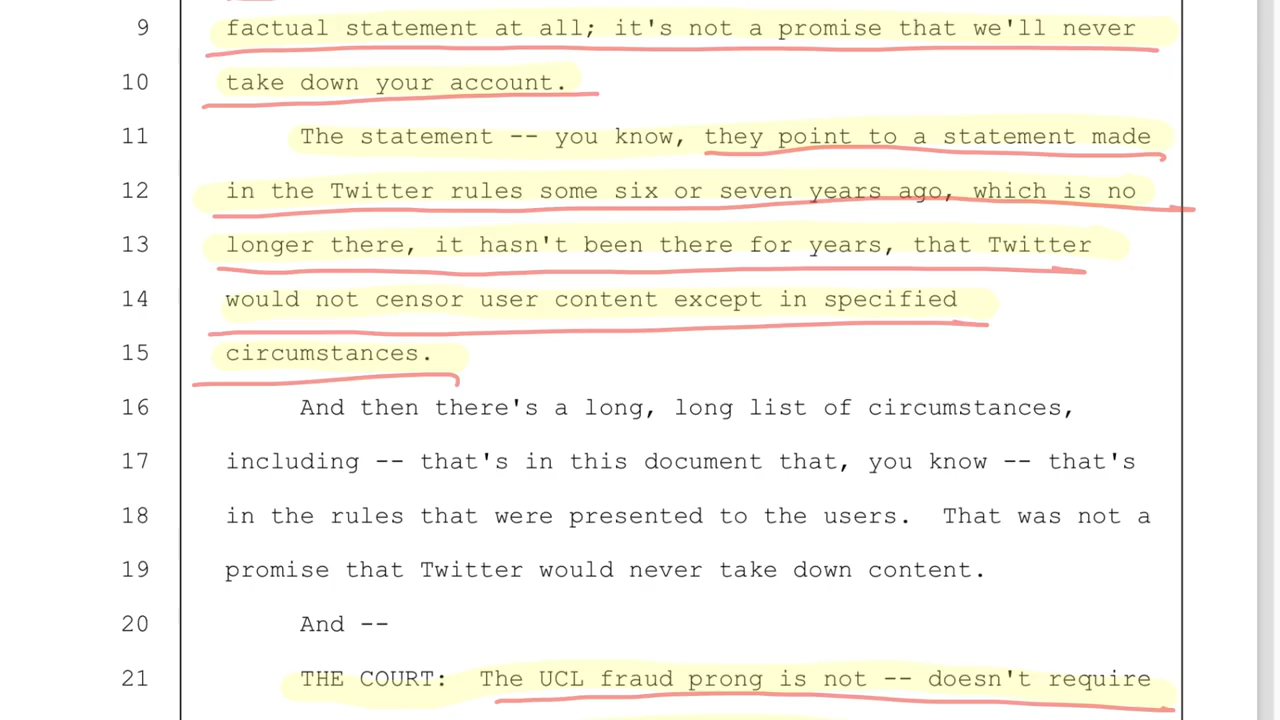 9 factual statement at all; it's not a promise that we'll never
10 take down your account.
11 The statement -- you know, they point to a statement made
12 in the Twitter rules some six or seven years ago, which is no
13 longer there, it hasn't been there for years, that Twitter
14 would not censor user content except in specified
15 circumstances.
16 And then there's a long, long list of circumstances,
17 including -- that's in this document that, you know -- that's
18 in the rules that were presented to the users. That was not a
19 promise that Twitter would never take down content.
20 And --
21 THE COURT: The UCL fraud prong is not -- doesn't require